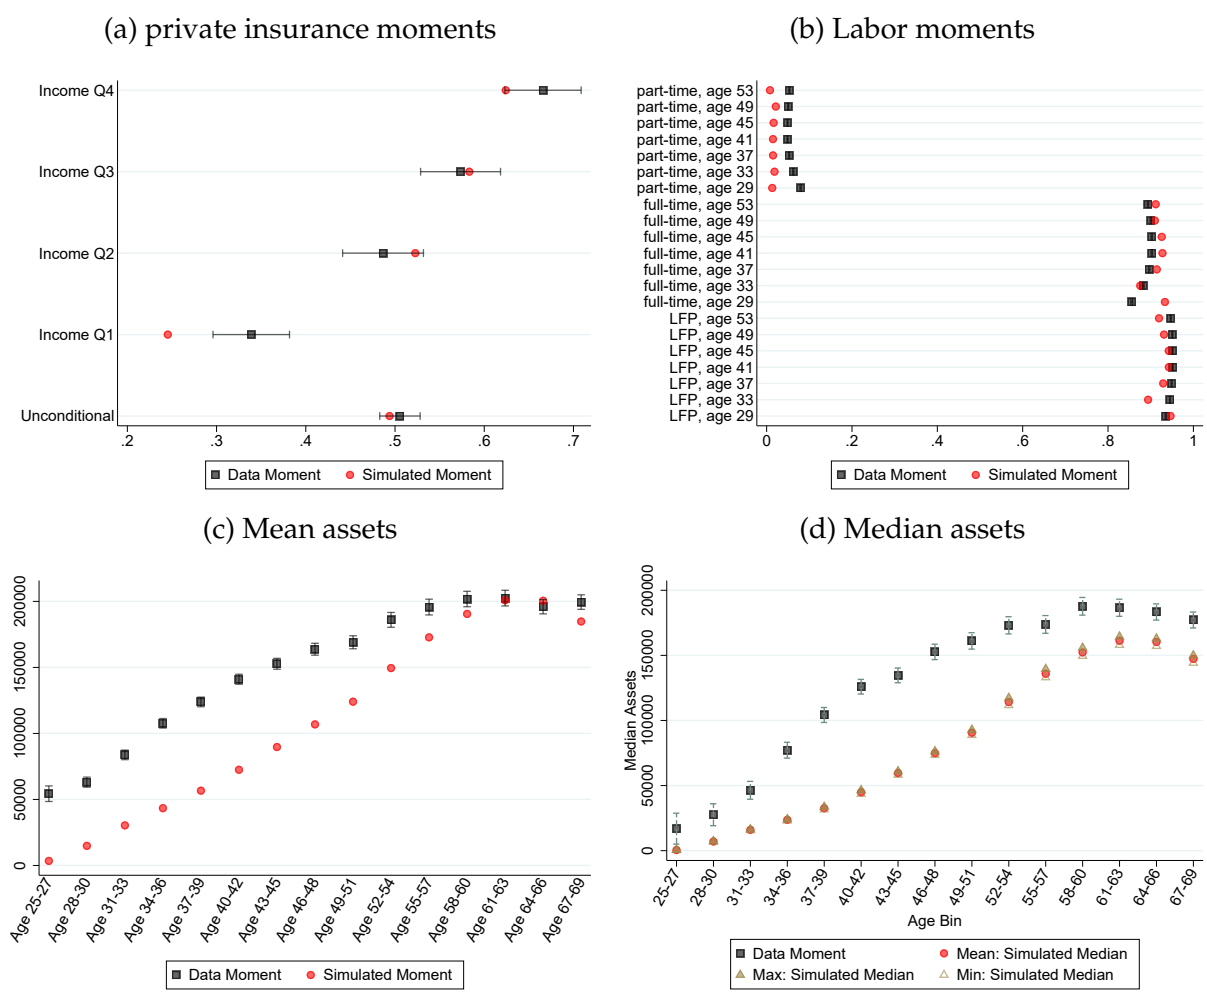 (a) private insurance moments
Income Q4
Income Q3
Income Q2
Income Q1
Unconditional
.2 .3 .4 .5 .6 .7
Data Moment Simulated Moment
(b) Labor moments
part-time, age 53
part-time, age 49
part-time, age 45
part-time, age 41
part-time, age 37
part-time, age 33
part-time, age 29
full-time, age 53
full-time, age 49
full-time, age 45
full-time, age 41
full-time, age 37
full-time, age 33
full-time, age 29
LFP, age 53
LFP, age 49
LFP, age 45
LFP, age 41
LFP, age 37
LFP, age 33
LFP, age 29
0 .2 .4 .6 .8 1
Data Moment Simulated Moment
(c) Mean assets
200000
150000
100000
50000
0
Age 25-27
Age 28-30
Age 31-33
Age 34-36
Age 37-39
Age 40-42
Age 43-45
Age 46-48
Age 49-51
Age 52-54
Age 55-57
Age 58-60
Age 61-63
Age 64-66
Age 67-69
Data Moment Simulated Moment
(d) Median assets
Median Assets
200000
150000
100000
50000
0
25-27
28-30
31-33
34-36
37-39
40-42
43-45
46-48
49-51
52-54
55-57
58-60
61-63
64-66
67-69
Age Bin
Data Moment Mean: Simulated Median
Max: Simulated Median Min: Simulated Median